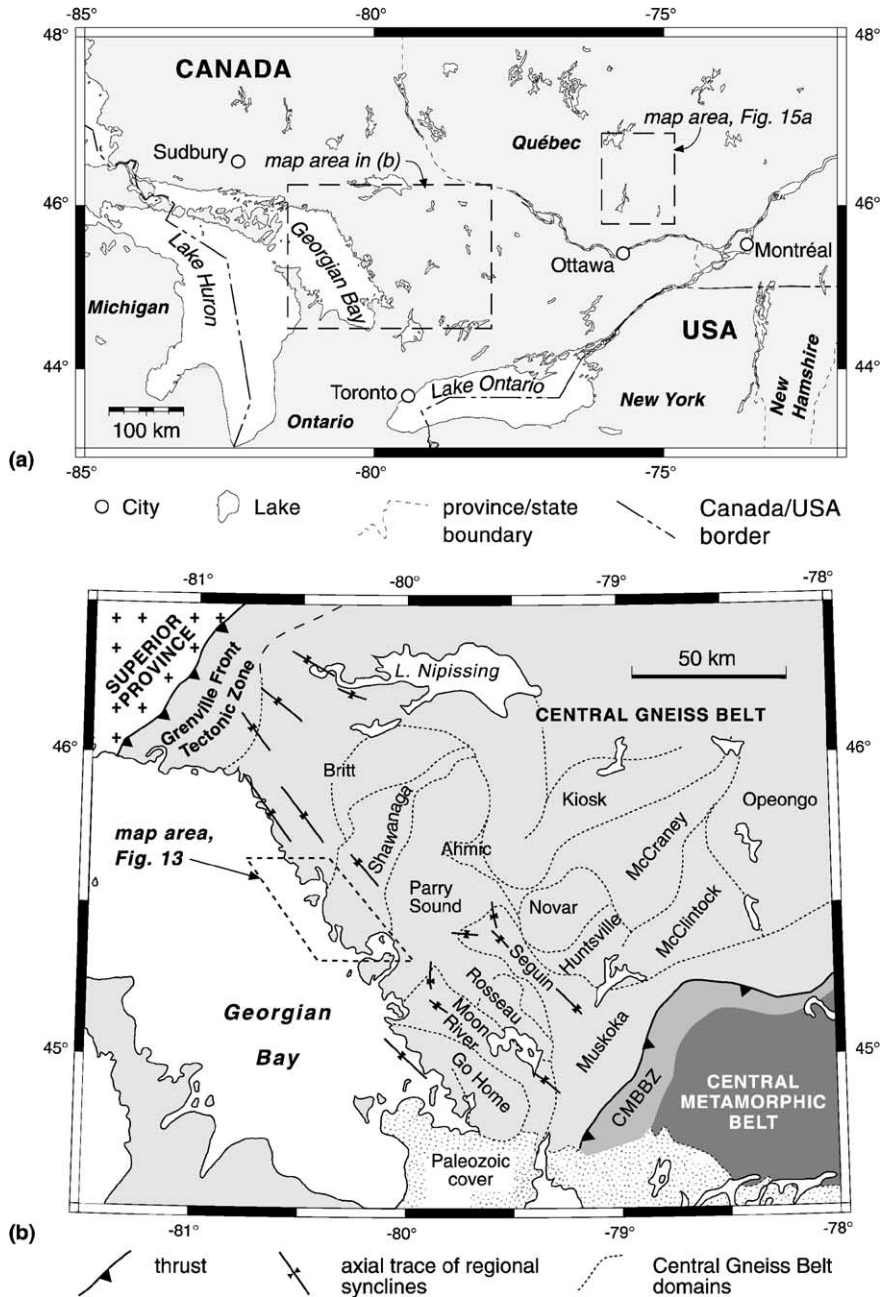 -85° -80° -75°
48° 48°
CANADA
Sudbury
map area in (b)
Québec
map area, Fig. 15a
46° 46°
Lake Huron
Georgian Bay
Ottawa
Montréal
Michigan
USA
44° 44°
Toronto
Lake Ontario
New York
New Hamshire
Ontario
100 km
(a)
-85° -80° -75°
City
Lake
province/state
boundary
Canada/USA
border
-81° -80° -79° -78°
SUPERIOR
PROVINCE
Grenville Front
Tectonic Zone
L. Nipissing
50 km
CENTRAL GNEISS BELT
46° 46°
Britt
Shawanaga
Kiosk
Opeongo
map area,
Fig. 13
Ahmic
McCraney
Parry
Sound
Novar
Huntsville
McClintock
Seguin
Rosseau
Moon
River
Georgian
Bay
Muskoka
45° 45°
Go Home
CMBBZ
CENTRAL
METAMORPHIC
BELT
Paleozoic
cover
-81° -80° -79° -78°
(b)
thrust
axial trace of regional
synclines
Central Gneiss Belt
domains